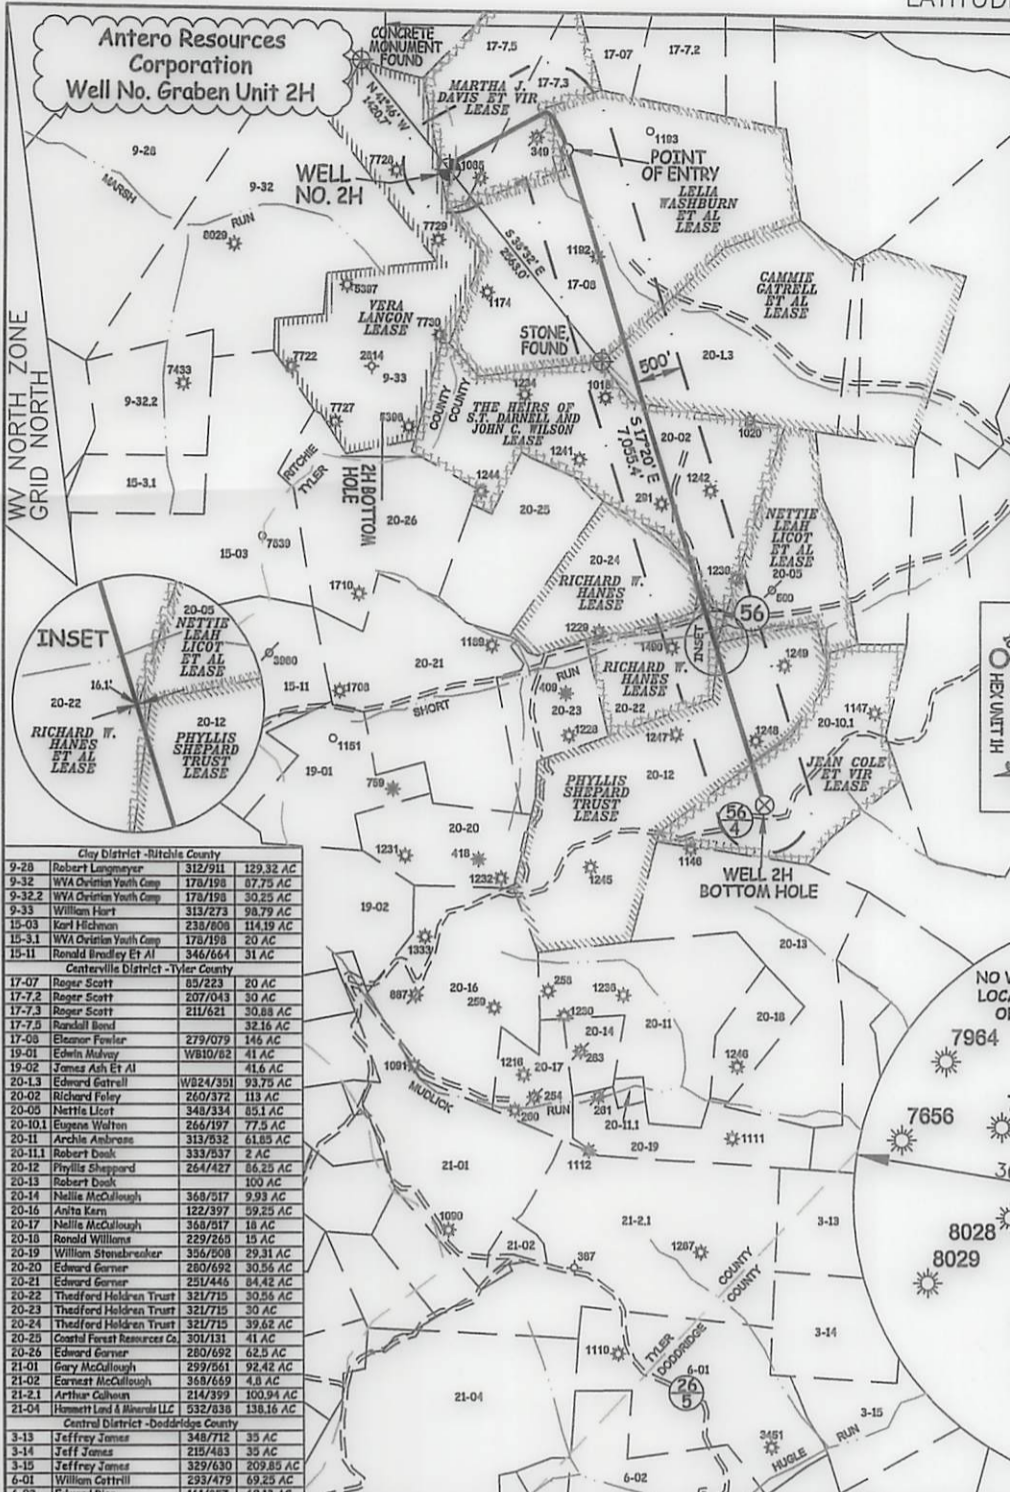 LATITUDE
Antero Resources
Corporation
Well No. Graben Unit 2H
CONCRETE
MONUMENT
FOUND
N 41°46' W
1420.7'
17-7.5
17-07
17-7.2
MARTHA J.
DAVIS ET VIR
LEASE
17-7.3
349
1193
POINT
OF ENTRY
LELIA
WASHBURN
ET AL
LEASE
9-28
MARSH
RUN
9-32
8029
7728
WELL
NO. 2H
1085
7729
S 35°32' E
2563.0'
1192
17-08
CAMMIE
GATRELL
ET AL
LEASE
5397
VERA
LANGON
LEASE
7730
1174
STONE,
FOUND
7722
2814
9-33
7433
9-32.2
7727
5396
COUNTY
COUNTY
1234
THE HEIRS OF
S.T. DARNELL AND
JOHN C. WILSON
LEASE
1018
500'
20-1.3
S 17°20' E
7,055.4'
20-02
1020
1241
1244
281
1242
WV NORTH ZONE
GRID NORTH
15-3.1
RITCHIE
TYLER
2H BOTTOM
HOLE
20-26
20-25
NETTIE
LEAH
LICOT
ET AL
LEASE
20-05
15-03
7839
20-24
RICHARD W.
HANES
LEASE
1230
500
1710
1229
56
INSET
20-05
NETTIE
LEAH
LICOT
ET AL
LEASE
16.1'
20-22
RICHARD W.
HANES
ET AL
LEASE
20-12
PHYLLIS
SHEPARD
TRUST
LEASE
3960
15-11
1708
20-21
1189
SHORT
RUN
409
20-23
1228
RICHARD W.
HANES
LEASE
20-22
1490
INSET
1249
1247
1248
20-10.1
1147
JEAN COLE
ET VIR
LEASE
HEX UNIT 1H
1151
19-01
759
PHYLLIS
SHEPARD
TRUST
LEASE
20-12
56
4
1146
WELL 2H
BOTTOM HOLE
20-20
1231
418
1232
1245
19-02
20-13
1333
887
20-16
259
258
1238
1230
20-14
263
20-11
20-18
1246
1091
1216
20-17
254
MUDLICK
260
RUN
261
20-11.1
1111
20-19
1112
21-01
NO W
LOCA
7964
7656
8028
8029
1090
21-02
367
21-2.1
1287
COUNTY
COUNTY
3-13
3-14
1110
TYLER
DODDRIDGE
6-01
26
5
21-04
3-15
3451
HUGLE
RUN
6-02
Clay District -Ritchie County
9-28 Robert Langmeyer 312/911 129.32 AC
9-32 WVA Christian Youth Camp 178/198 87.75 AC
9-32.2 WVA Christian Youth Camp 178/198 30.25 AC
9-33 William Hart 313/273 98.79 AC
15-03 Karl Hichman 238/808 114.19 AC
15-3.1 WVA Christian Youth Camp 178/198 20 AC
15-11 Ronald Bradley Et Al 346/664 31 AC
Centerville District -Tyler County
17-07 Roger Scott 85/223 20 AC
17-7.2 Roger Scott 207/043 30 AC
17-7.3 Roger Scott 211/621 30.88 AC
17-7.5 Randall Bond 32.16 AC
17-08 Eleanor Fowler 279/079 146 AC
19-01 Edwin Mulvay WB10/82 41 AC
19-02 James Ash Et Al 41.6 AC
20-1.3 Edward Gatrell WB24/351 93.75 AC
20-02 Richard Foley 260/372 113 AC
20-05 Nettie Licot 348/334 85.1 AC
20-10.1 Eugene Walton 266/197 77.5 AC
20-11 Archie Ambrose 313/532 61.85 AC
20-11.1 Robert Doak 333/537 2 AC
20-12 Phyllis Sheppard 264/427 86.25 AC
20-13 Robert Doak 100 AC
20-14 Nellie McCullough 368/517 9.93 AC
20-16 Anita Kern 122/397 59.25 AC
20-17 Nellie McCullough 368/517 18 AC
20-18 Ronald Williams 229/265 15 AC
20-19 William Stonebreaker 356/508 29.31 AC
20-20 Edward Garner 280/692 30.56 AC
20-21 Edward Garner 251/446 84.42 AC
20-22 Thedford Holdren Trust 321/715 30.56 AC
20-23 Thedford Holdren Trust 321/715 30 AC
20-24 Thedford Holdren Trust 321/715 39.62 AC
20-25 Coastal Forest Resources Co. 301/131 41 AC
20-26 Edward Garner 280/692 62.5 AC
21-01 Gary McCullough 299/561 92.42 AC
21-02 Earnest McCullough 368/669 4.8 AC
21-2.1 Arthur Calhoun 214/399 100.94 AC
21-04 Hammett Land & Minerals LLC 532/838 138.16 AC
Central District -Doddridge County
3-13 Jeffrey James 348/712 35 AC
3-14 Jeff James 215/483 35 AC
3-15 Jeffrey James 329/630 209.85 AC
6-01 William Cottrill 293/479 69.25 AC